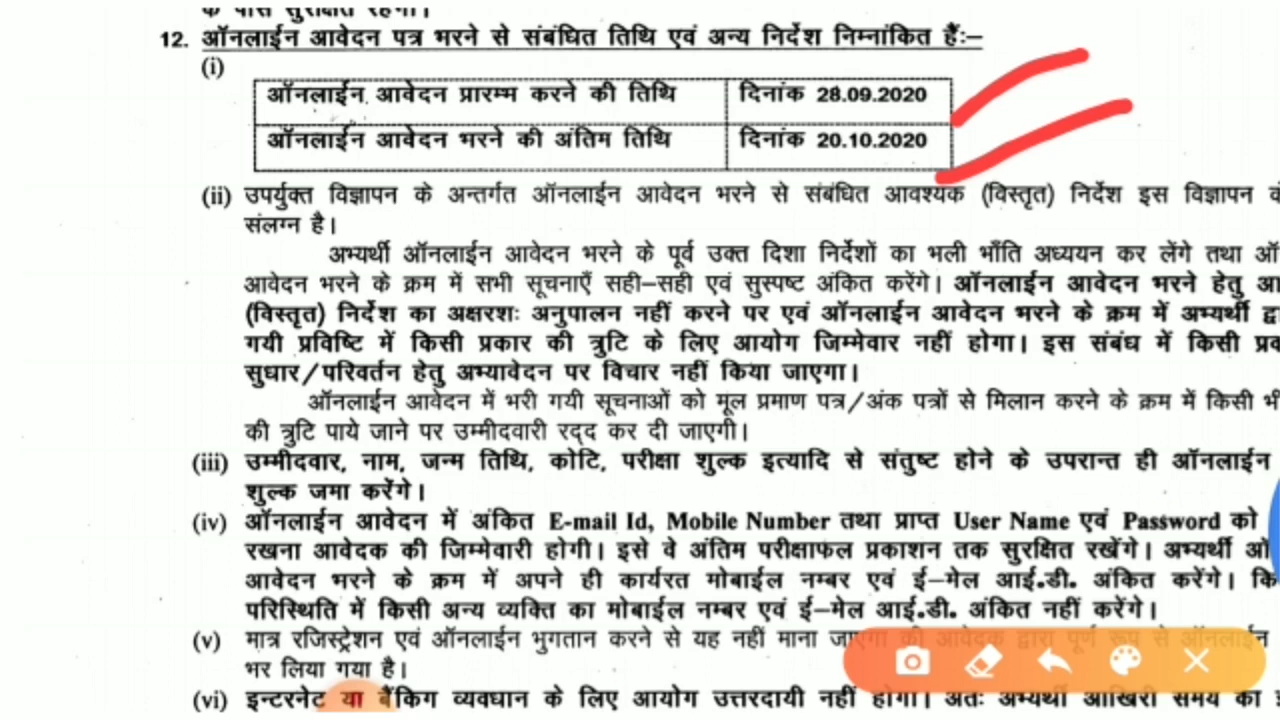 के पास सुरक्षित रहेगा।
12. ऑनलाईन आवेदन पत्र भरने से संबंधित तिथि एवं अन्य निर्देश निम्नांकित हैंः–
(i)
ऑनलाईन आवेदन प्रारम्भ करने की तिथि दिनांक 28.09.2020
ऑनलाईन आवेदन भरने की अंतिम तिथि दिनांक 20.10.2020
(ii) उपर्युक्त विज्ञापन के अन्तर्गत ऑनलाईन आवेदन भरने से संबंधित आवश्यक (विस्तृत) निर्देश इस विज्ञापन
संलग्न है।
अभ्यर्थी ऑनलाईन आवेदन भरने के पूर्व उक्त दिशा निर्देशों का भली भाँति अध्ययन कर लेंगे तथा
आवेदन भरने के क्रम में सभी सूचनाएँ सही–सही एवं सुस्पष्ट अंकित करेंगे। ऑनलाईन आवेदन भरने हेतु
(विस्तृत) निर्देश का अक्षरशः अनुपालन नहीं करने पर एवं ऑनलाईन आवेदन भरने के क्रम में अभ्यर्थी
गयी प्रविष्टि में किसी प्रकार की त्रुटि के लिए आयोग जिम्मेवार नहीं होगा। इस संबंध में किसी
सुधार/परिवर्तन हेतु अभ्यावेदन पर विचार नहीं किया जाएगा।
ऑनलाईन आवेदन में भरी गयी सूचनाओं को मूल प्रमाण पत्र/अंक पत्रों से मिलान करने के क्रम में किसी भी
की त्रुटि पाये जाने पर उम्मीदवारी रद्द कर दी जाएगी।
(iii) उम्मीदवार, नाम, जन्म तिथि, कोटि, परीक्षा शुल्क इत्यादि से संतुष्ट होने के उपरान्त ही ऑनलाईन
शुल्क जमा करेंगे।
(iv) ऑनलाईन आवेदन में अंकित E-mail Id, Mobile Number तथा प्राप्त User Name एवं Password को
रखना आवेदक की जिम्मेवारी होगी। इसे वे अंतिम परीक्षाफल प्रकाशन तक सुरक्षित रखेंगे। अभ्यर्थी
आवेदन भरने के क्रम में अपने ही कार्यरत मोबाईल नम्बर एवं ई–मेल आई.डी. अंकित करेंगे।
परिस्थिति में किसी अन्य व्यक्ति का मोबाईल नम्बर एवं ई–मेल आई.डी. अंकित नहीं करेंगे।
(v) मात्र रजिस्ट्रेशन एवं ऑनलाईन भुगतान करने से यह नहीं माना जाएगा की आवेदक द्वारा पूर्ण रूप से ऑनलाईन
भर लिया गया है।
(vi) इन्टरनेट या बैंकिग व्यवधान के लिए आयोग उत्तरदायी नहीं होगा। अतः अभ्यर्थी आखिरी समय का